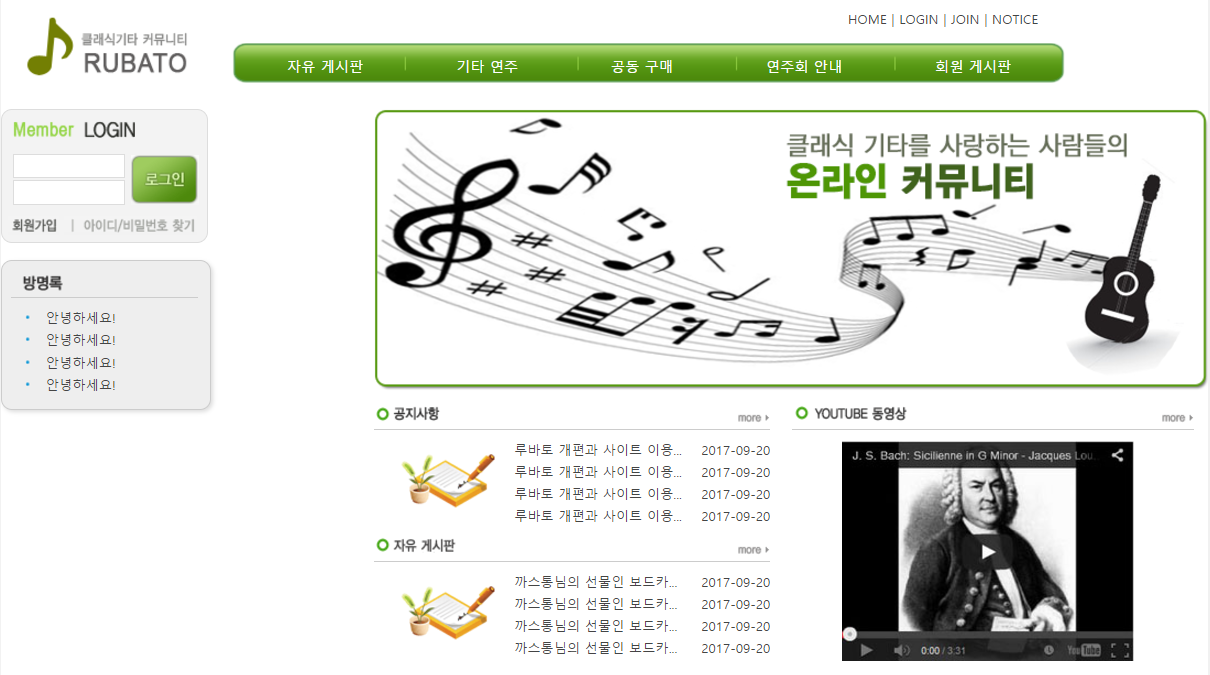 HOME | LOGIN | JOIN | NOTICE
클래식기타 커뮤니티
RUBATO
자유 게시판 기타 연주 공동 구매 연주회 안내 회원 게시판
Member LOGIN
로그인
회원가입 | 아이디/비밀번호 찾기
방명록
안녕하세요!
안녕하세요!
안녕하세요!
안녕하세요!
클래식 기타를 사랑하는 사람들의
온라인 커뮤니티
공지사항 more
루바토 개편과 사이트 이용... 2017-09-20
루바토 개편과 사이트 이용... 2017-09-20
루바토 개편과 사이트 이용... 2017-09-20
루바토 개편과 사이트 이용... 2017-09-20
자유 게시판 more
까스통님의 선물인 보드카... 2017-09-20
까스통님의 선물인 보드카... 2017-09-20
까스통님의 선물인 보드카... 2017-09-20
까스통님의 선물인 보드카... 2017-09-20
YOUTUBE 동영상 more
J. S. Bach: Sicilienne in G Minor - Jacques Lou...
0:00 / 3:31 YouTube